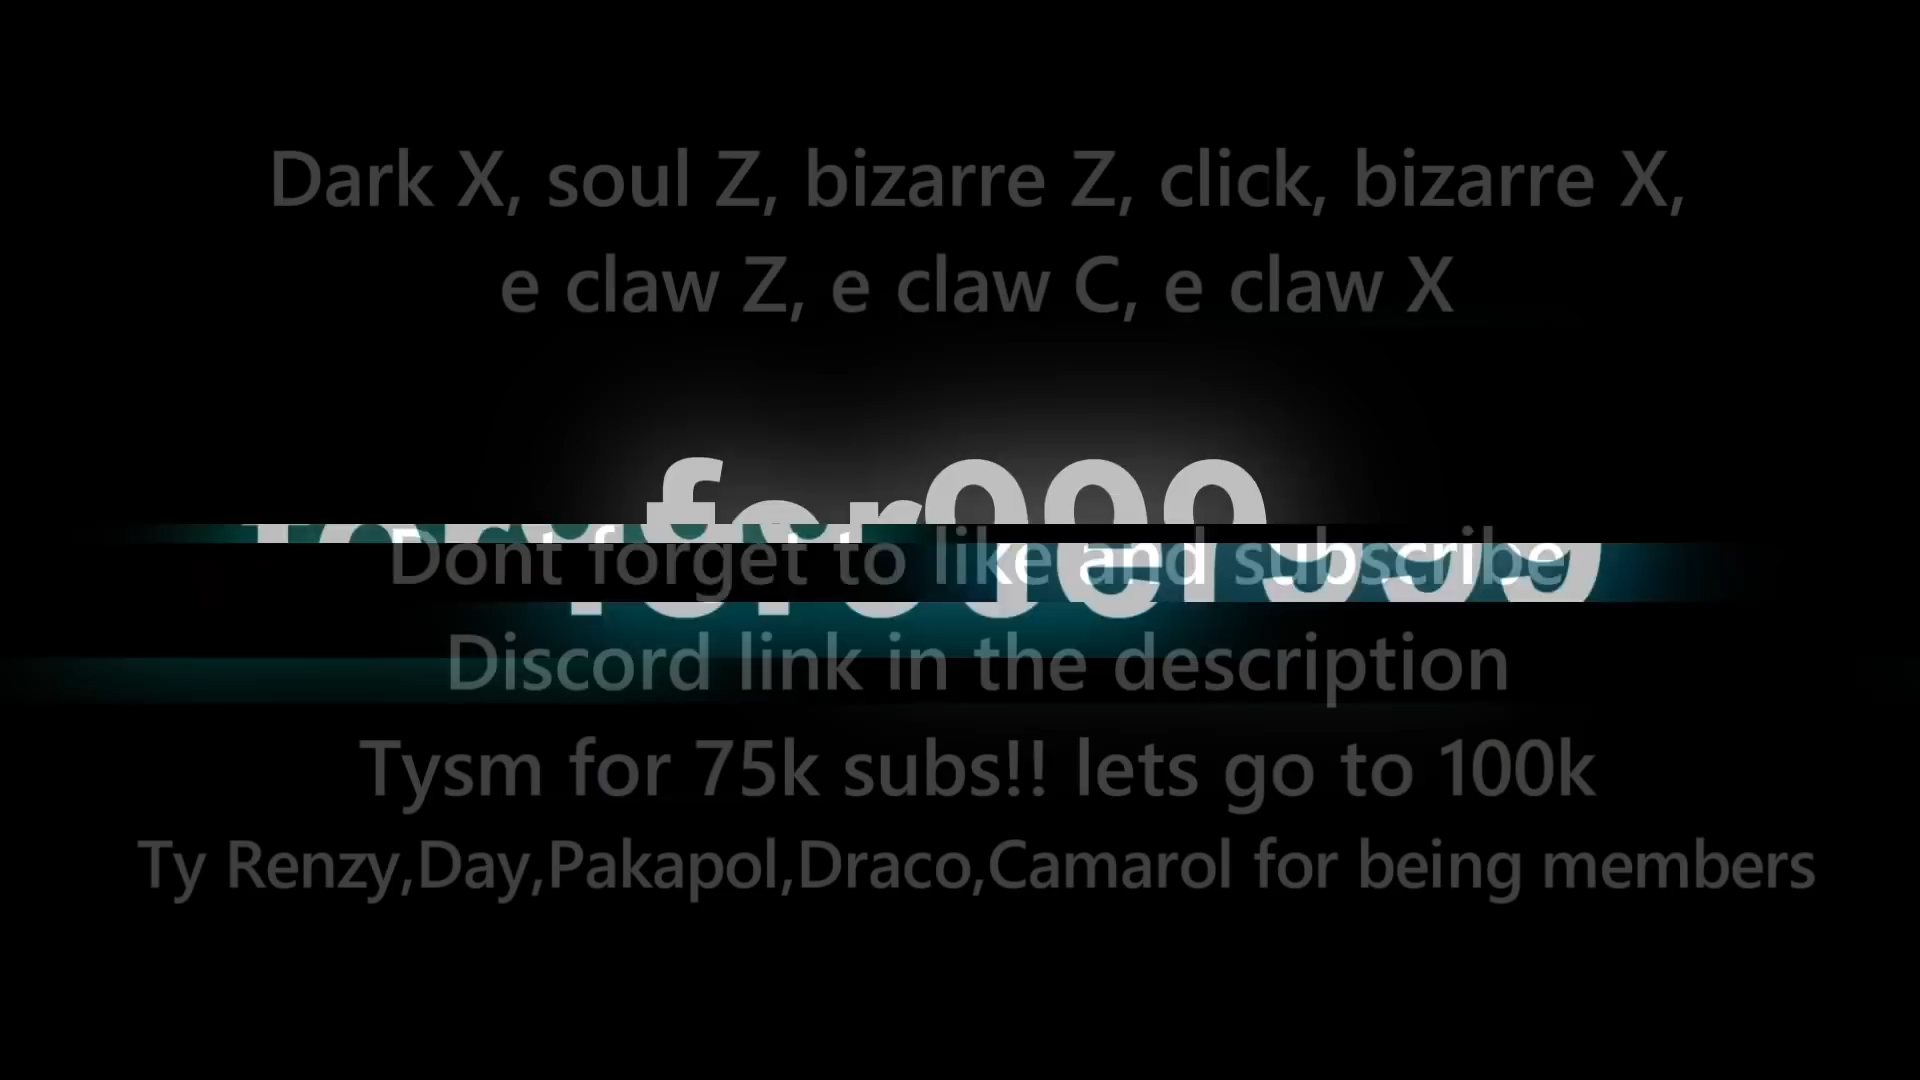 Dark X, soul Z, bizarre Z, click, bizarre X,
e claw Z, e claw C, e claw X
Dont forget to like and subscribe
Discord link in the description
Tysm for 75k subs!! lets go to 100k
Ty Renzy,Day,Pakapol,Draco,Camarol for being members